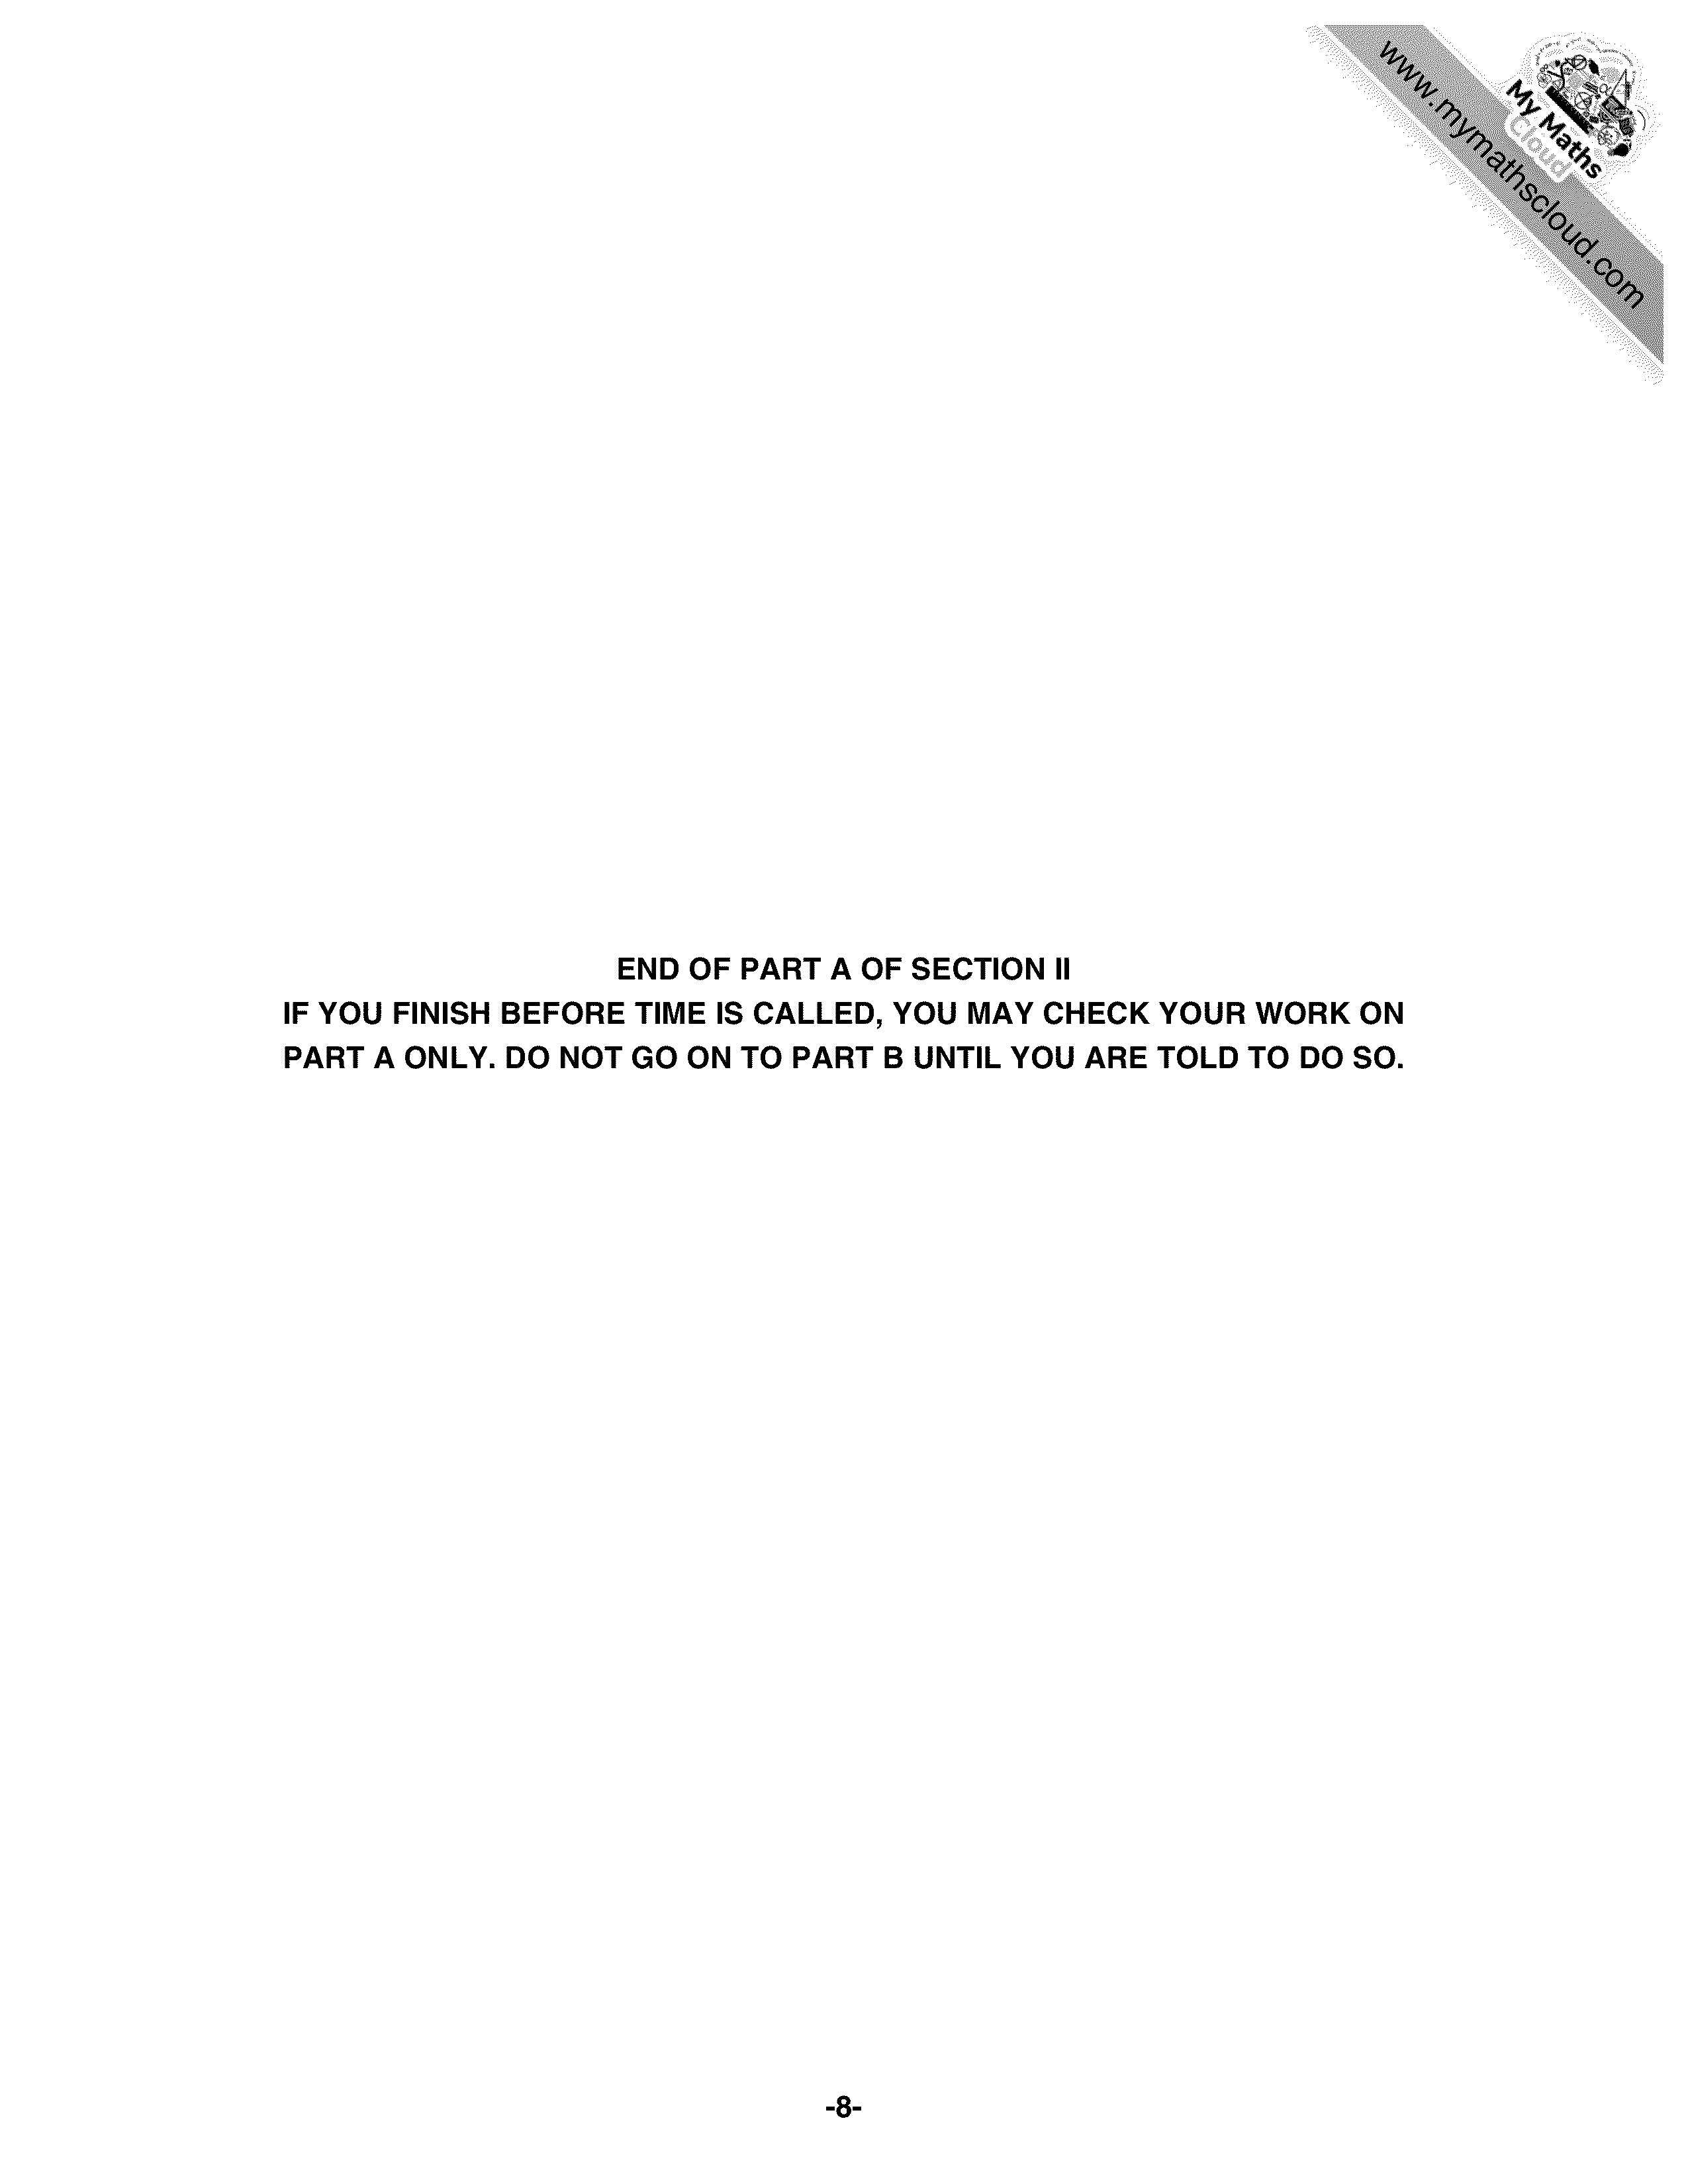 www.mymathscloud.com
My Maths
Cloud
END OF PART A OF SECTION II
IF YOU FINISH BEFORE TIME IS CALLED, YOU MAY CHECK YOUR WORK ON
PART A ONLY. DO NOT GO ON TO PART B UNTIL YOU ARE TOLD TO DO SO.
-8-